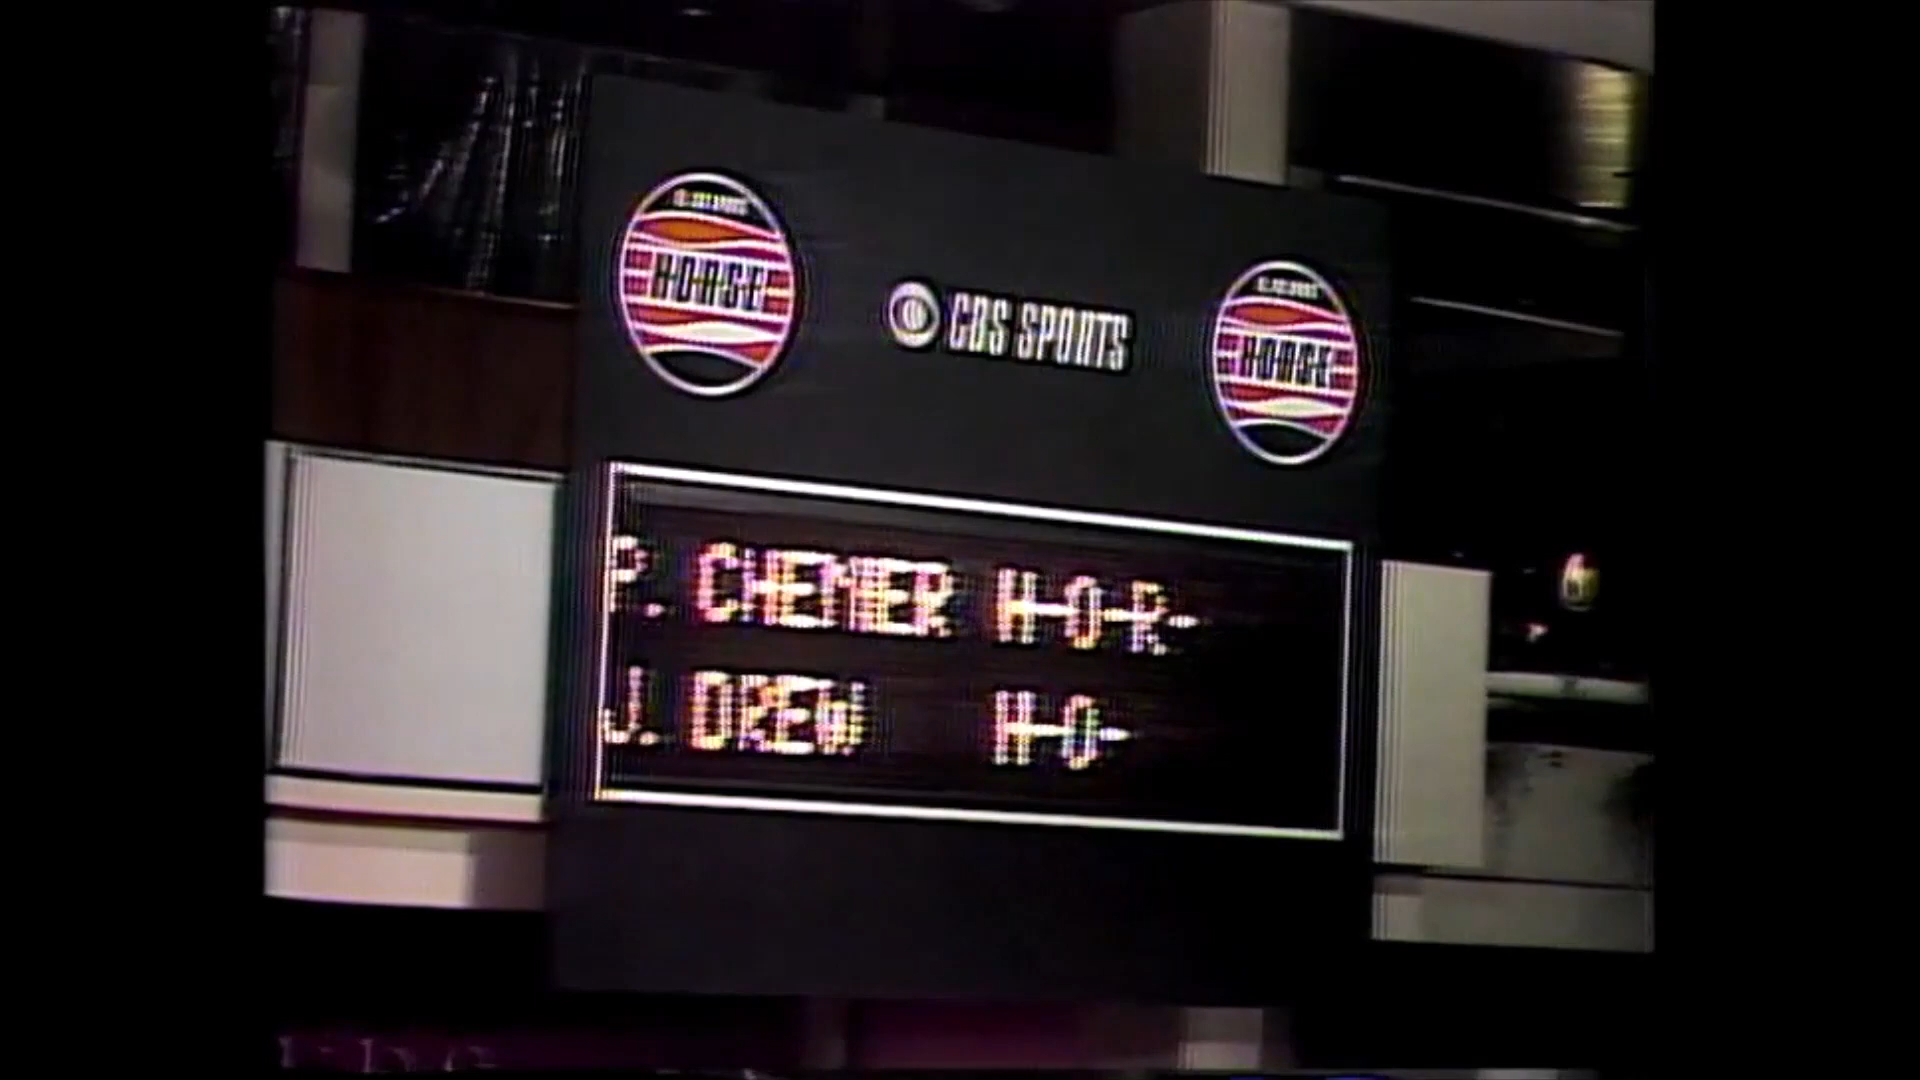 HORSE
CBS SPORTS
HORSE
P. CHEMER H-O-R-
J. DREW H-O-